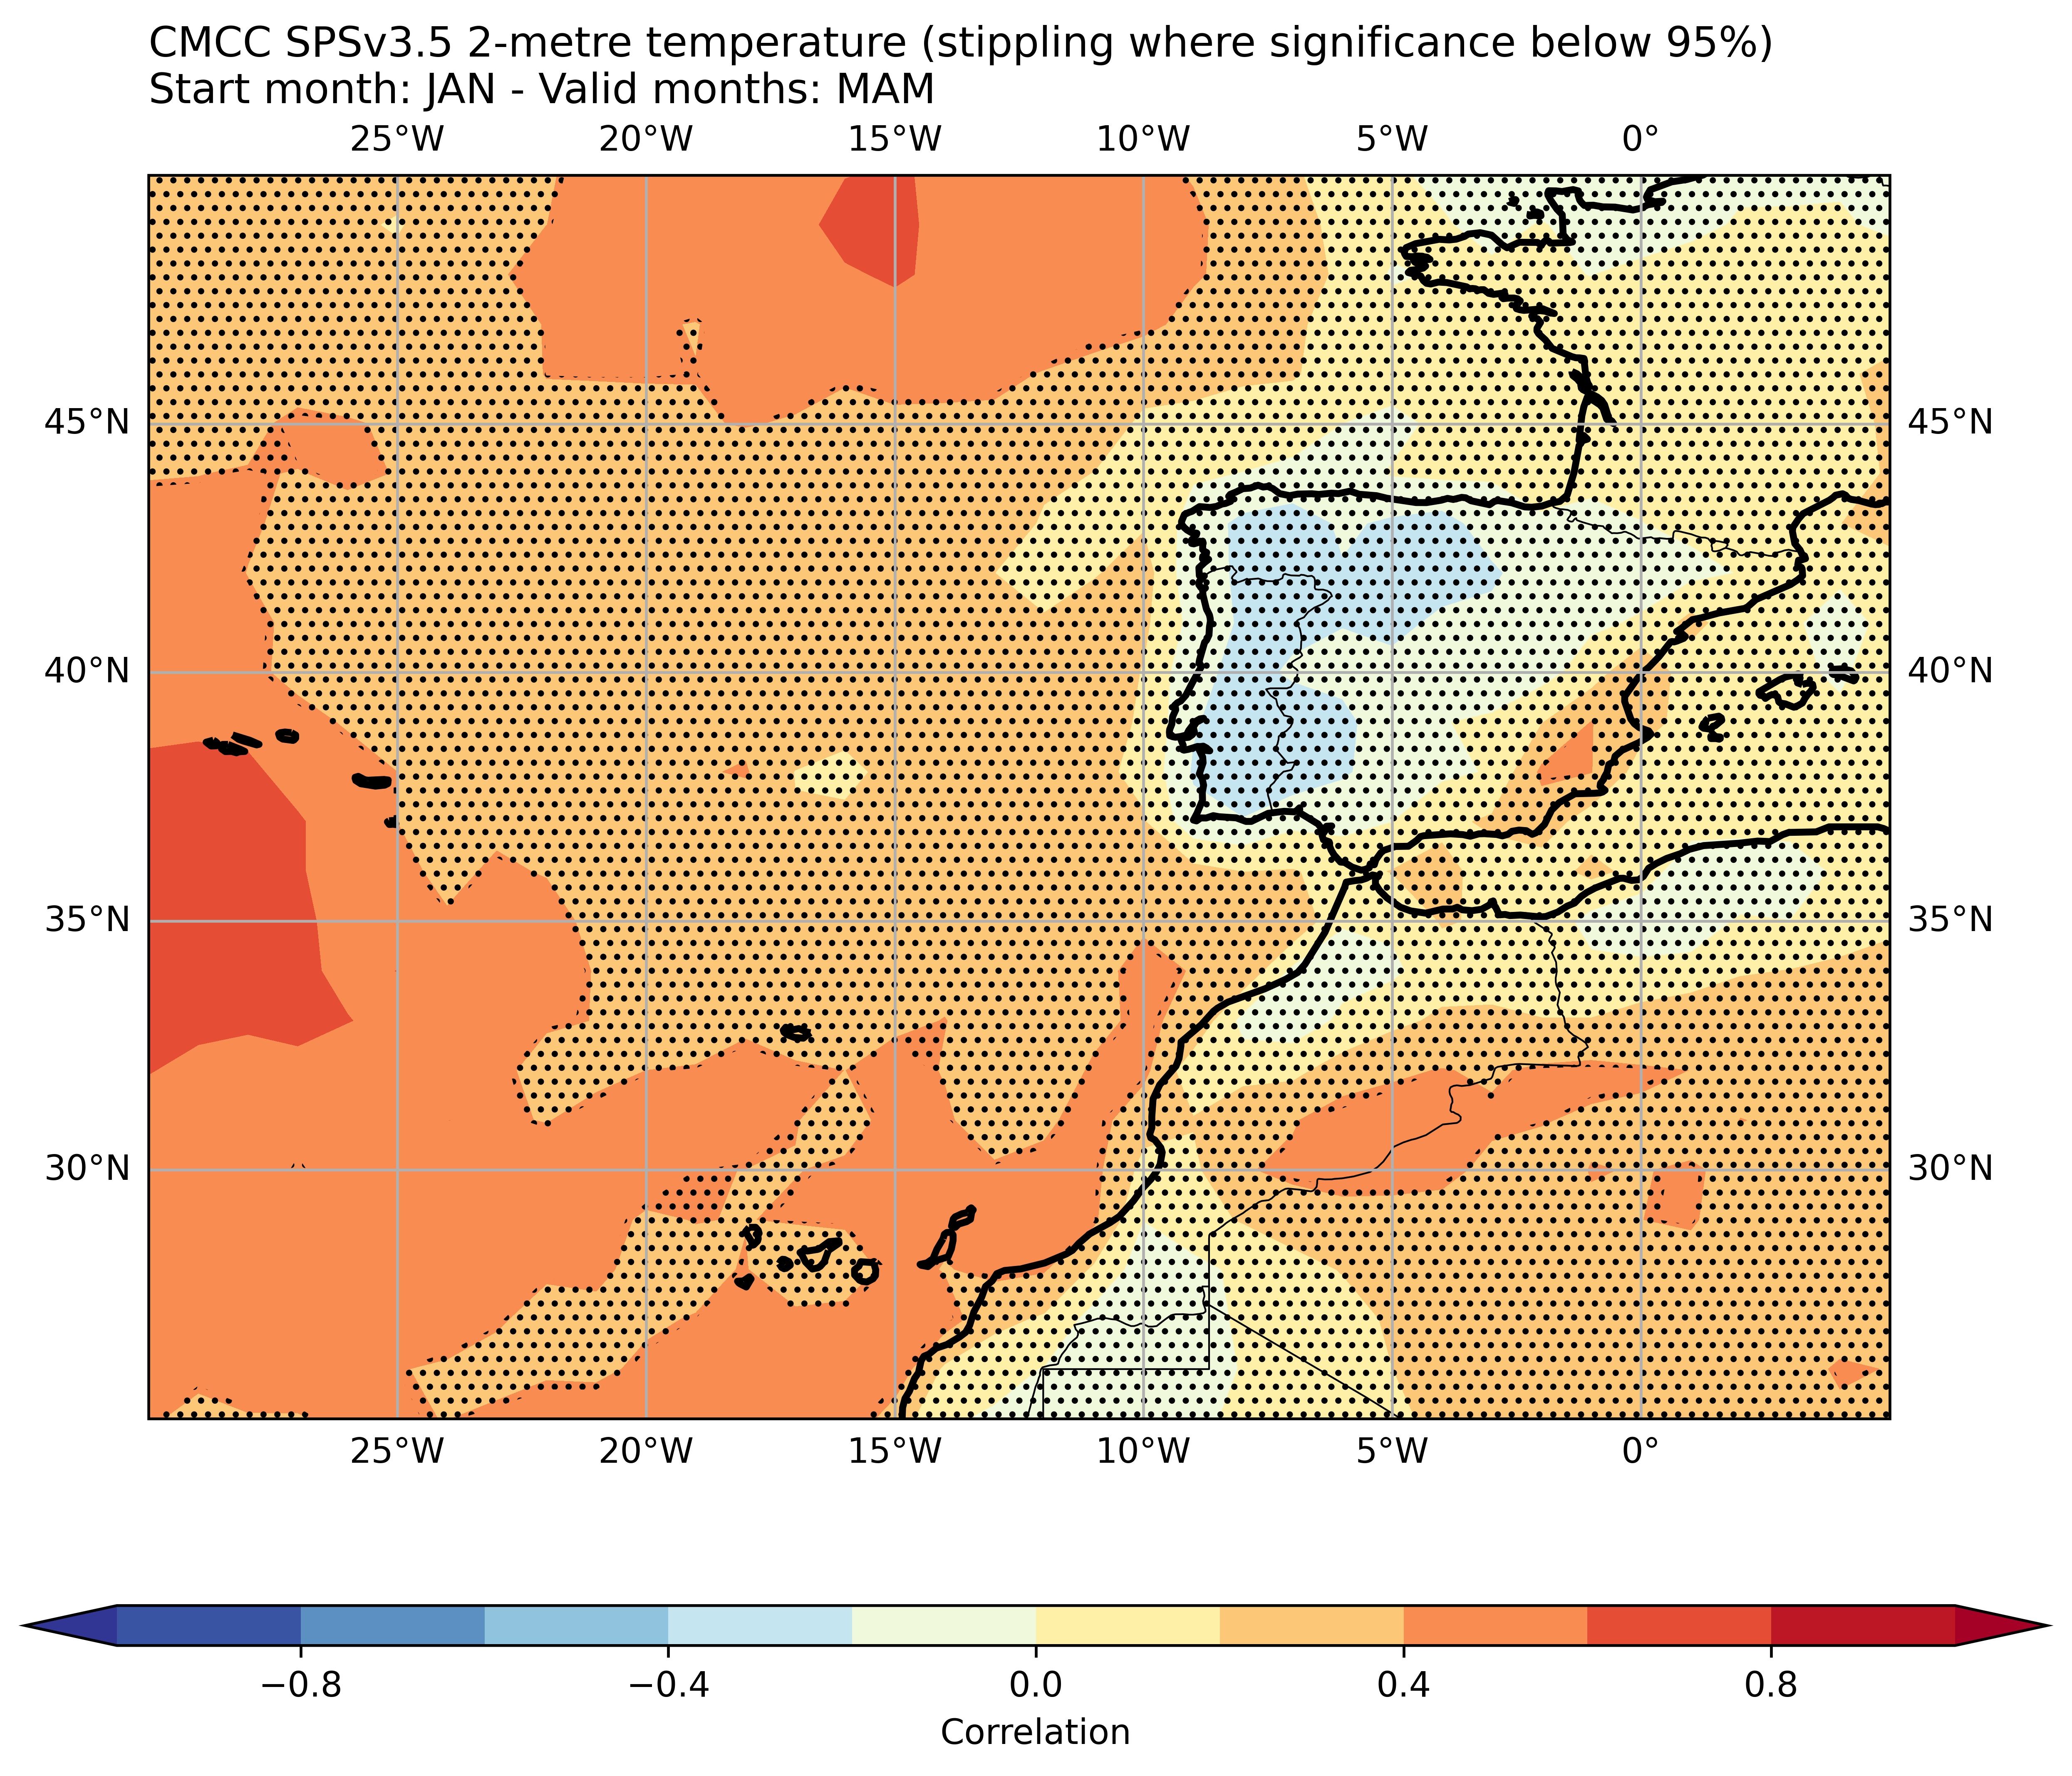 CMCC SPSv3.5 2-metre temperature (stippling where significance below 95%)
Start month: JAN - Valid months: MAM
25°W 20°W 15°W 10°W 5°W 0°
45°N 45°N
40°N 40°N
35°N 35°N
30°N 30°N
25°W 20°W 15°W 10°W 5°W 0°
−0.8 −0.4 0.0 0.4 0.8
Correlation